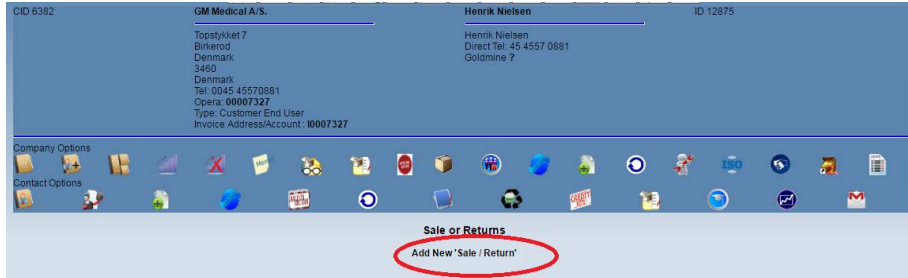 CID 6382
GM Medical A/S.
Henrik Nielsen
ID 12875
Topstykket 7
Birkerod
Denmark
3460
Denmark
Tel: 0045 45570881
Opera: 00007327
Type: Customer End User
Invoice Address/Account : I0007327
Henrik Nielsen
Direct Tel: 45 4557 0881
Goldmine ?
Company Options
ISO
Contact Options
CREDIT
Sale or Returns
Add New 'Sale / Return'